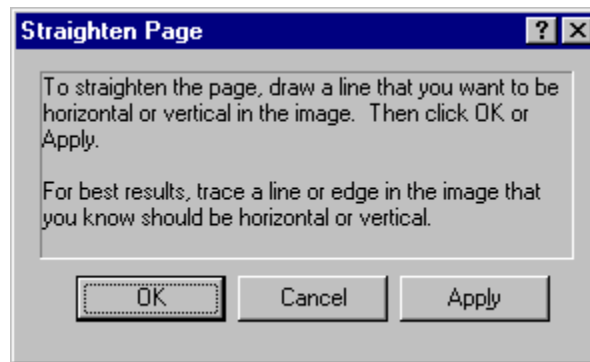 Straighten Page
To straighten the page, draw a line that you want to be
horizontal or vertical in the image.  Then click OK or
Apply.
For best results, trace a line or edge in the image that
you know should be horizontal or vertical.
OK Cancel Apply